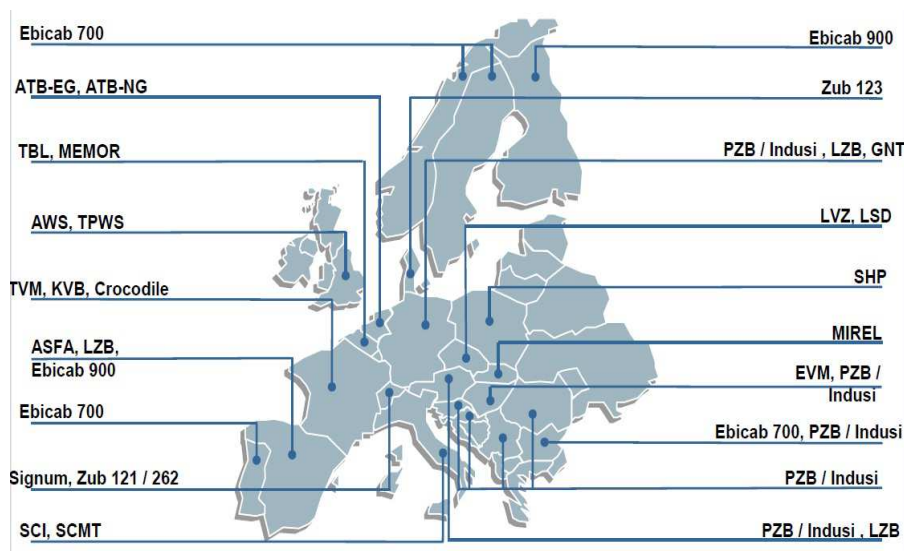 Ebicab 700
ATB-EG, ATB-NG
TBL, MEMOR
AWS, TPWS
TVM, KVB, Crocodile
ASFA, LZB,
Ebicab 900
Ebicab 700
Signum, Zub 121 / 262
SCI, SCMT
Ebicab 900
Zub 123
PZB / Indusi , LZB, GNT
LVZ, LSD
SHP
MIREL
EVM, PZB /
Indusi
Ebicab 700, PZB / Indusi
PZB / Indusi
PZB / Indusi , LZB